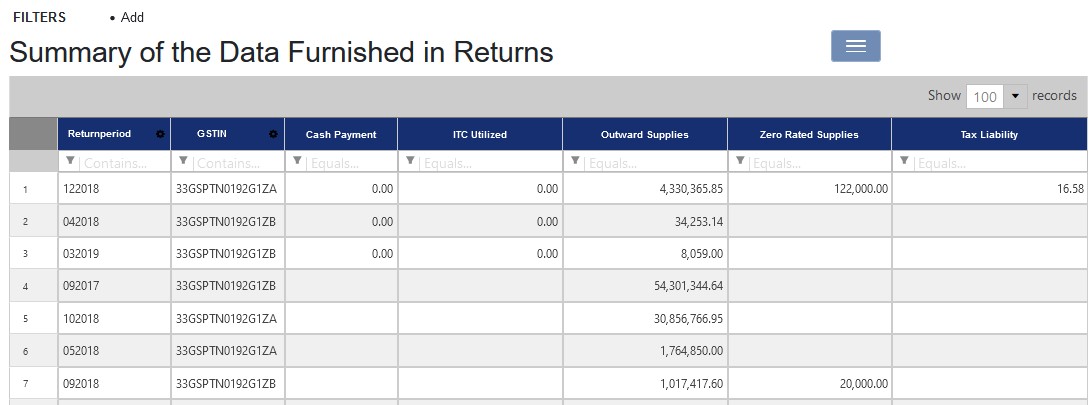 FILTERS • Add
Summary of the Data Furnished in Returns
Show 100 records
Returnperiod GSTIN Cash Payment ITC Utilized Outward Supplies Zero Rated Supplies Tax Liability
Contains... Contains... Equals... Equals... Equals... Equals... Equals...
1 122018 33GSPTN0192G1ZA 0.00 0.00 4,330,365.85 122,000.00 16.58
2 042018 33GSPTN0192G1ZB 0.00 0.00 34,253.14
3 032019 33GSPTN0192G1ZB 0.00 0.00 8,059.00
4 092017 33GSPTN0192G1ZB 54,301,344.64
5 102018 33GSPTN0192G1ZA 30,856,766.95
6 052018 33GSPTN0192G1ZA 1,764,850.00
7 092018 33GSPTN0192G1ZB 1,017,417.60 20,000.00